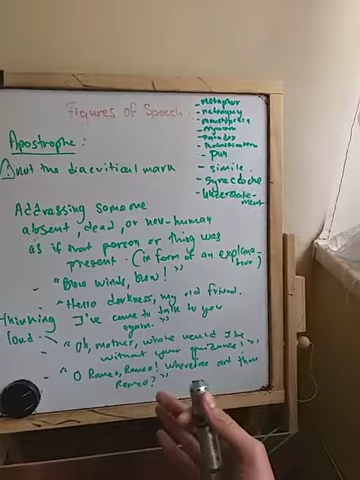 Figures of Speech
- Metaphor
- Metonymy
- Paradox
- Personification
- Pun
- simile
- Synecdoche
- Understate-
ment
Apostrophe:
not the diacritical mark
Addressing someone
absent, dead, or non-human
as if that person or thing was
present. (in form of an explana-
tion)
- "Blow winds, blow!"
- "Hello darkness, my old friend.
I've come to talk to you
again."
Thinking
loud:
- "Oh, mother, where would I be
without your guidance!"
- "O Romeo, Romeo! Wherefore art thou
Romeo?"